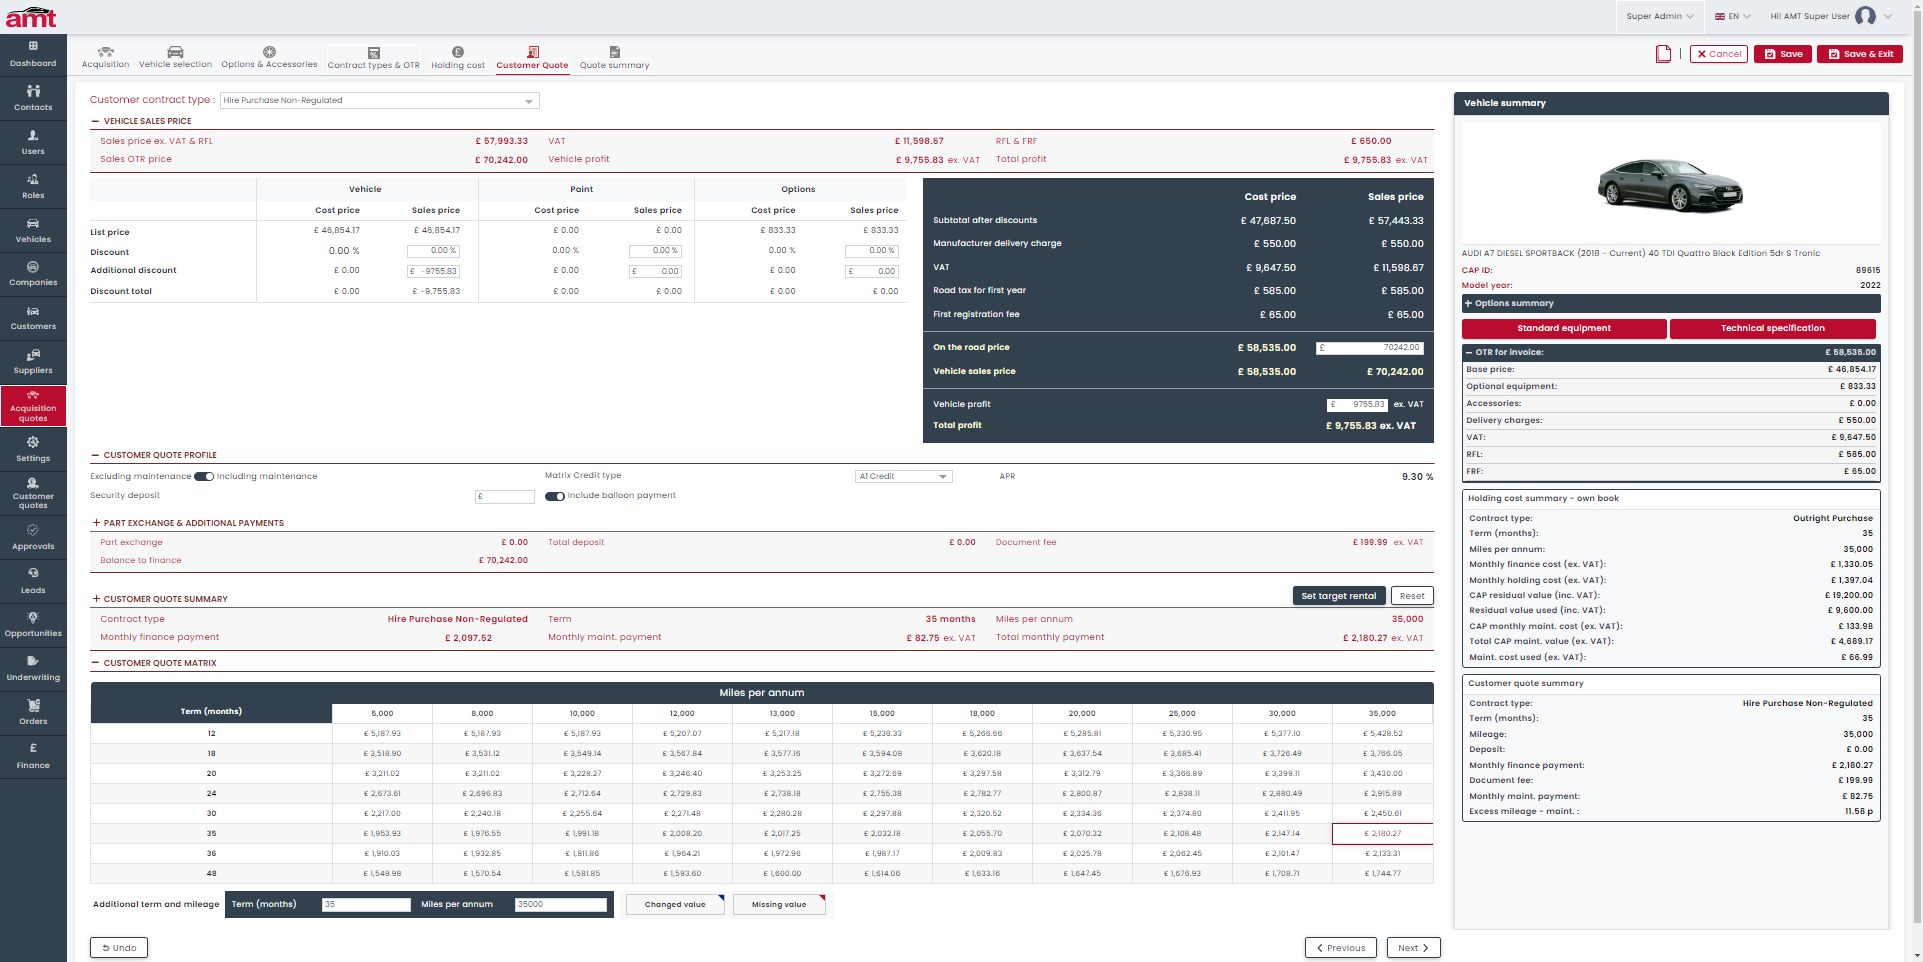 amt
Super Admin
EN
Hi! AMT Super User
Dashboard
Contacts
Users
Roles
Vehicles
Companies
Customers
Suppliers
Acquisition
quotes
Settings
Customer
quotes
Approvals
Leads
Opportunities
Underwriting
Orders
Finance
Acquisition
Vehicle selection
Options & Accessories
Contract types & OTR
Holding cost
Customer Quote
Quote summary
Cancel
Save
Save & Exit
Customer contract type : Hire Purchase Non-Regulated
VEHICLE SALES PRICE
Sales price ex. VAT & RFL £ 57,993.33 VAT £ 11,598.67 RFL & FRF £ 650.00
Sales OTR price £ 70,242.00 Vehicle profit £ 9,755.83 ex. VAT Total profit £ 9,755.83 ex. VAT
Vehicle Paint Options
Cost price Sales price Cost price Sales price Cost price Sales price
List price £ 46,854.17 £ 46,854.17 £ 0.00 £ 0.00 £ 833.33 £ 833.33
Discount 0.00 % 0.00 % 0.00 % 0.00 % 0.00 % 0.00 %
Additional discount £ 0.00 £ -9755.83 £ 0.00 £ 0.00 £ 0.00 £ 0.00
Discount total £ 0.00 £ -9,755.83 £ 0.00 £ 0.00 £ 0.00 £ 0.00
Cost price Sales price
Subtotal after discounts £ 47,687.50 £ 57,443.33
Manufacturer delivery charge £ 550.00 £ 550.00
VAT £ 9,647.50 £ 11,598.67
Road tax for first year £ 585.00 £ 585.00
First registration fee £ 65.00 £ 65.00
On the road price £ 58,535.00 £ 70242.00
Vehicle sales price £ 58,535.00 £ 70,242.00
Vehicle profit £ 9755.83 ex. VAT
Total profit £ 9,755.83 ex. VAT
CUSTOMER QUOTE PROFILE
Excluding maintenance Including maintenance Matrix Credit type A1 Credit APR 9.30 %
Security deposit £ Include balloon payment
PART EXCHANGE & ADDITIONAL PAYMENTS
Part exchange £ 0.00 Total deposit £ 0.00 Document fee £ 199.99 ex. VAT
Balance to finance £ 70,242.00
CUSTOMER QUOTE SUMMARY Set target rental Reset
Contract type Hire Purchase Non-Regulated Term 35 months Miles per annum 35,000
Monthly finance payment £ 2,097.52 Monthly maint. payment £ 82.75 ex. VAT Total monthly payment £ 2,180.27 ex. VAT
CUSTOMER QUOTE MATRIX
Miles per annum
Term (months) 5,000 8,000 10,000 12,000 13,000 15,000 18,000 20,000 25,000 30,000 35,000
12 £ 5,187.93 £ 5,187.93 £ 5,187.93 £ 5,207.07 £ 5,217.18 £ 5,236.33 £ 5,266.66 £ 5,285.81 £ 5,330.95 £ 5,377.10 £ 5,428.52
18 £ 3,518.90 £ 3,531.12 £ 3,549.14 £ 3,567.84 £ 3,577.16 £ 3,594.08 £ 3,620.18 £ 3,637.54 £ 3,685.41 £ 3,726.49 £ 3,766.05
20 £ 3,211.02 £ 3,211.02 £ 3,228.27 £ 3,246.40 £ 3,253.25 £ 3,272.69 £ 3,297.58 £ 3,312.79 £ 3,366.89 £ 3,399.11 £ 3,430.00
24 £ 2,673.61 £ 2,696.83 £ 2,712.64 £ 2,729.83 £ 2,738.18 £ 2,755.38 £ 2,782.77 £ 2,800.87 £ 2,838.11 £ 2,880.49 £ 2,915.89
30 £ 2,217.00 £ 2,240.18 £ 2,255.64 £ 2,271.48 £ 2,280.28 £ 2,297.88 £ 2,320.52 £ 2,334.36 £ 2,374.80 £ 2,411.95 £ 2,450.61
35 £ 1,953.93 £ 1,976.55 £ 1,991.18 £ 2,008.20 £ 2,017.25 £ 2,032.18 £ 2,055.70 £ 2,070.32 £ 2,108.48 £ 2,147.14 £ 2,180.27
36 £ 1,910.03 £ 1,932.85 £ 1,811.86 £ 1,964.21 £ 1,972.96 £ 1,987.17 £ 2,009.83 £ 2,025.78 £ 2,062.45 £ 2,101.47 £ 2,133.31
48 £ 1,549.98 £ 1,570.54 £ 1,581.85 £ 1,593.60 £ 1,600.00 £ 1,614.06 £ 1,633.16 £ 1,647.45 £ 1,676.93 £ 1,708.71 £ 1,744.77
Additional term and mileage Term (months) 35 Miles per annum 35000 Changed value Missing value
Undo Previous Next
Vehicle summary
AUDI A7 DIESEL SPORTBACK (2018 - Current) 40 TDI Quattro Black Edition 5dr S Tronic
CAP ID: 89615
Model year: 2022
Options summary
Standard equipment Technical specification
OTR for invoice: £ 58,535.00
Base price: £ 46,854.17
Optional equipment: £ 833.33
Accessories: £ 0.00
Delivery charges: £ 550.00
VAT: £ 9,647.50
RFL: £ 585.00
FRF: £ 65.00
Holding cost summary - own book
Contract type: Outright Purchase
Term (months): 35
Miles per annum: 35,000
Monthly finance cost (ex. VAT): £ 1,330.05
Monthly holding cost (ex. VAT): £ 1,397.04
CAP residual value (inc. VAT): £ 19,200.00
Residual value used (inc. VAT): £ 9,600.00
CAP monthly maint. cost (ex. VAT): £ 133.98
Total CAP maint. value (ex. VAT): £ 4,689.17
Maint. cost used (ex. VAT): £ 66.99
Customer quote summary
Contract type: Hire Purchase Non-Regulated
Term (months): 35
Mileage: 35,000
Deposit: £ 0.00
Monthly finance payment: £ 2,180.27
Document fee: £ 199.99
Monthly maint. payment: £ 82.75
Excess mileage - maint. : 11.58 p